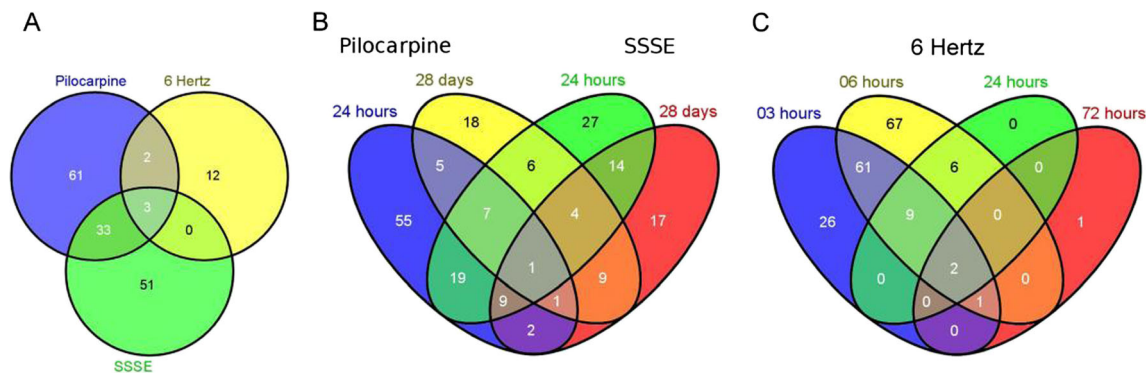 A
B
C
Pilocarpine
SSSE
6 Hertz
Pilocarpine
6 Hertz
61
2
12
3
33
0
51
SSSE
24 hours
28 days
24 hours
28 days
18
27
5
6
14
55
7
4
17
19
1
9
9
1
2
03 hours
06 hours
24 hours
72 hours
67
0
61
6
0
26
9
0
1
0
2
0
0
1
0